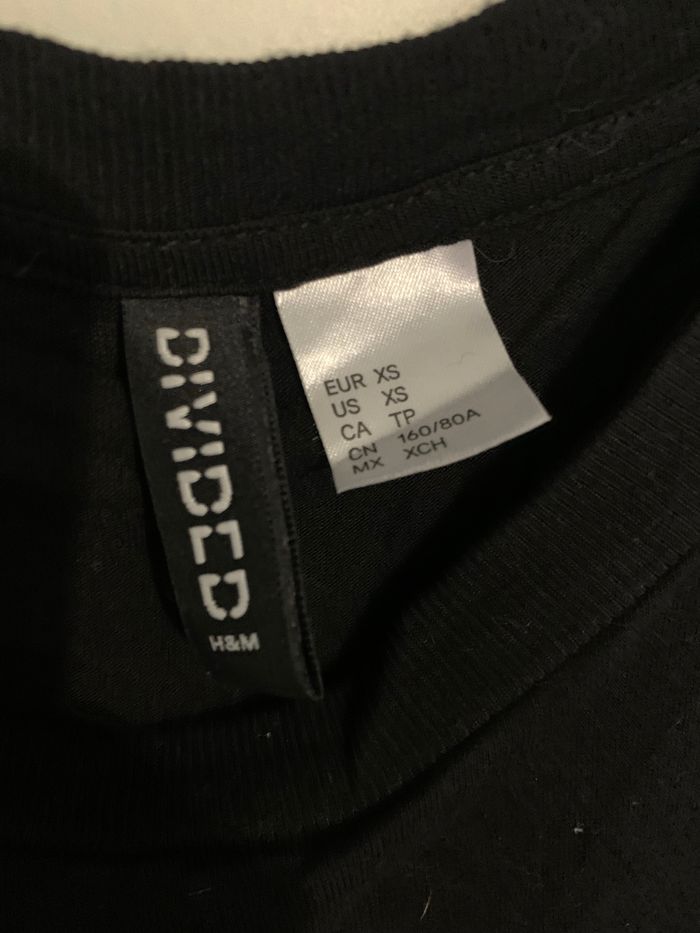 DIVIDED
H&M
EUR XS
US XS
CA TP
CN 160/80A
MX XCH